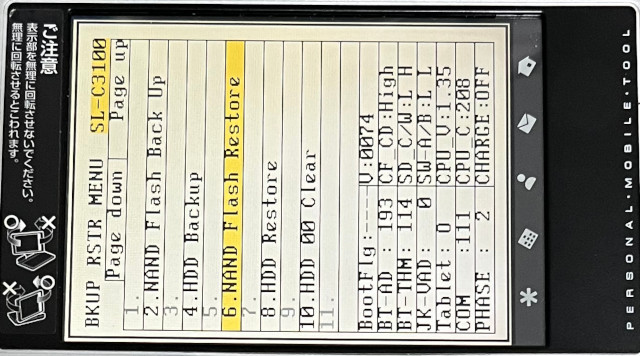 ご注意
表示部を無理に回転させないでください。
無理に回転させるとこわれます。
BKUP RSTR MENU SL-C3100
Page down Page up
1.
2.NAND Flash Back Up
3.
4.HDD Backup
5.
6.NAND Flash Restore
7.
8.HDD Restore
9.
10.HDD 00 Clear
11.
BootFlg:---- V:0074
BT-AD : 193 CF_CD:High
BT-THM: 114 SD_C/W:L H
JK-VAD: 0 SW-A/B:L L
Tablet: 0 CPU_V:1.35
COM :111 CPU_C:208
PHASE : 2 CHARGE:OFF
PERSONAL•MOBILE•TOOL